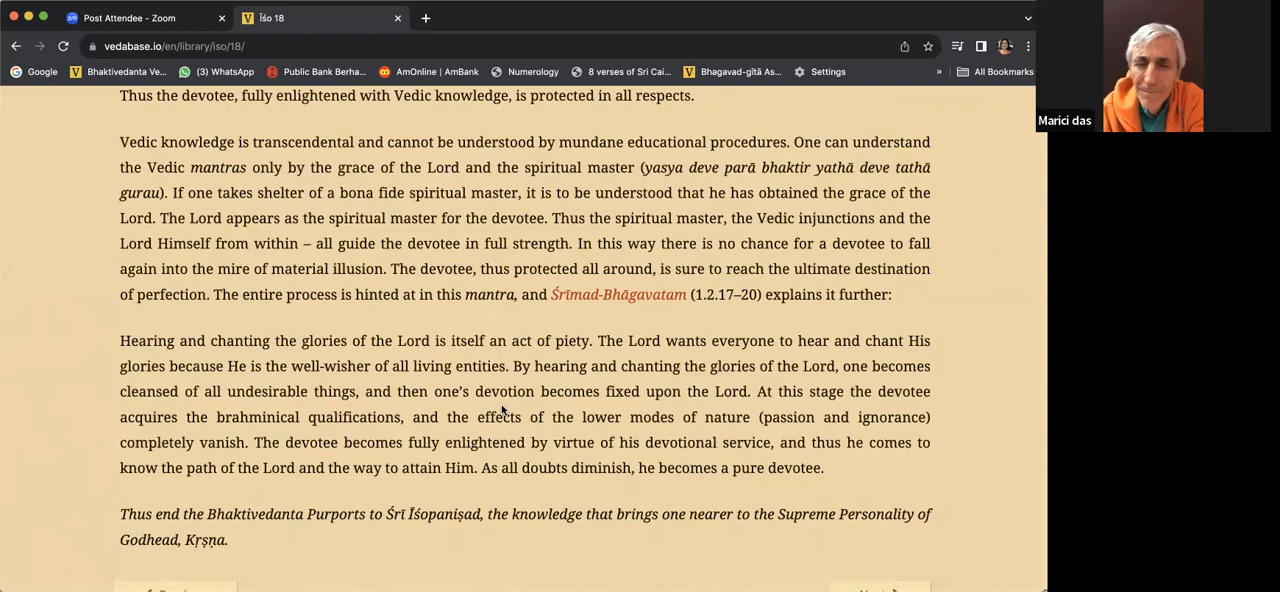 Post Attendee - Zoom
Īśo 18
vedabase.io/en/library/iso/18/
Google
Bhaktivedanta Ve...
(3) WhatsApp
Public Bank Berha...
AmOnline | AmBank
Numerology
8 verses of Sri Cai...
Bhagavad-gītā As...
Settings
»
All Bookmarks
Marici das
Thus the devotee, fully enlightened with Vedic knowledge, is protected in all respects.
Vedic knowledge is transcendental and cannot be understood by mundane educational procedures. One can understand
the Vedic mantras only by the grace of the Lord and the spiritual master (yasya deve parā bhaktir yathā deve tathā
gurau). If one takes shelter of a bona fide spiritual master, it is to be understood that he has obtained the grace of the
Lord. The Lord appears as the spiritual master for the devotee. Thus the spiritual master, the Vedic injunctions and the
Lord Himself from within – all guide the devotee in full strength. In this way there is no chance for a devotee to fall
again into the mire of material illusion. The devotee, thus protected all around, is sure to reach the ultimate destination
of perfection. The entire process is hinted at in this mantra, and Śrīmad-Bhāgavatam (1.2.17–20) explains it further:
Hearing and chanting the glories of the Lord is itself an act of piety. The Lord wants everyone to hear and chant His
glories because He is the well-wisher of all living entities. By hearing and chanting the glories of the Lord, one becomes
cleansed of all undesirable things, and then one's devotion becomes fixed upon the Lord. At this stage the devotee
acquires the brahminical qualifications, and the effects of the lower modes of nature (passion and ignorance)
completely vanish. The devotee becomes fully enlightened by virtue of his devotional service, and thus he comes to
know the path of the Lord and the way to attain Him. As all doubts diminish, he becomes a pure devotee.
Thus end the Bhaktivedanta Purports to Śrī Īśopaniṣad, the knowledge that brings one nearer to the Supreme Personality of
Godhead, Kṛṣṇa.